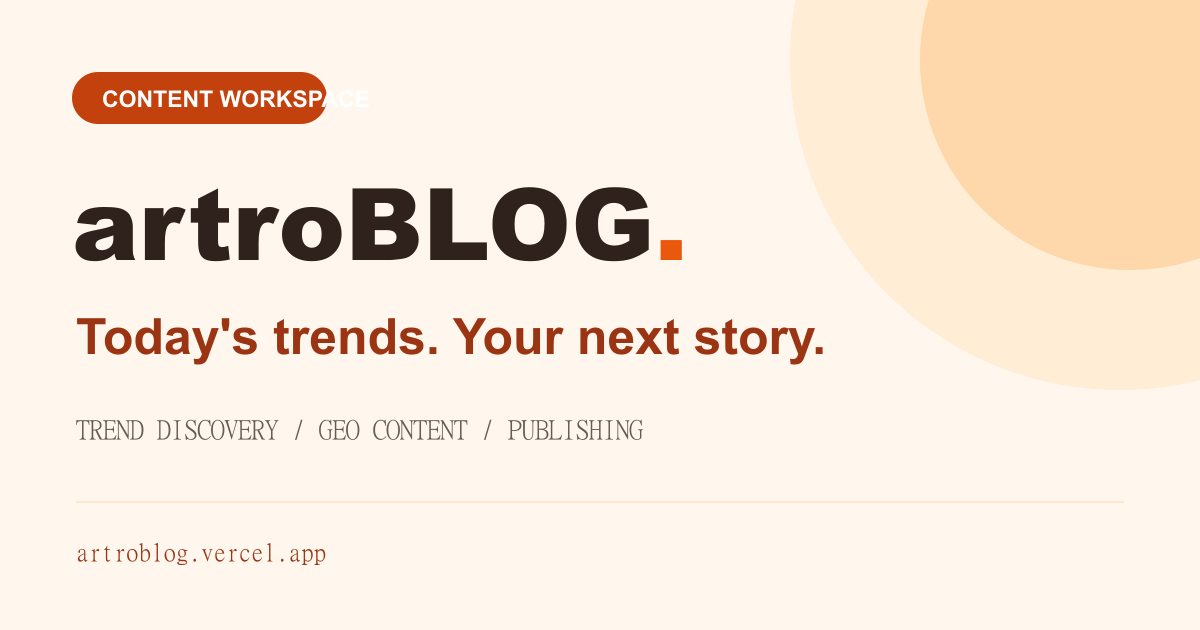 CONTENT WORKSPACE
artroBLOG.
Today's trends. Your next story.
TREND DISCOVERY / GEO CONTENT / PUBLISHING
artroblog.vercel.app